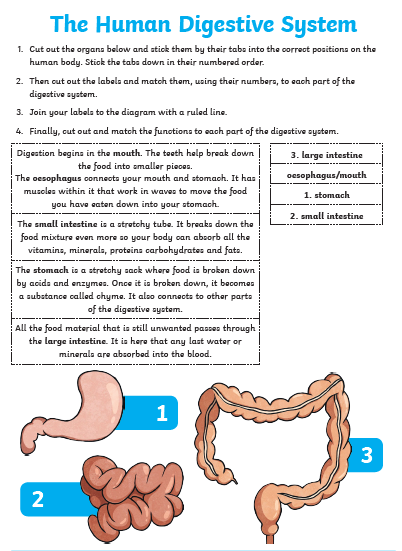 The Human Digestive System
1. Cut out the organs below and stick them by their tabs into the correct positions on the
human body. Stick the tabs down in their numbered order.
2. Then cut out the labels and match them, using their numbers, to each part of the
digestive system.
3. Join your labels to the diagram with a ruled line.
4. Finally, cut out and match the functions to each part of the digestive system.
Digestion begins in the mouth. The teeth help break down
the food into smaller pieces.
The oesophagus connects your mouth and stomach. It has
muscles within it that work in waves to move the food
you have eaten down into your stomach.
The small intestine is a stretchy tube. It breaks down the
food mixture even more so your body can absorb all the
vitamins, minerals, proteins carbohydrates and fats.
The stomach is a stretchy sack where food is broken down
by acids and enzymes. Once it is broken down, it becomes
a substance called chyme. It also connects to other parts
of the digestive system.
All the food material that is still unwanted passes through
the large intestine. It is here that any last water or
minerals are absorbed into the blood.
3. large intestine
oesophagus/mouth
1. stomach
2. small intestine
1
2
3